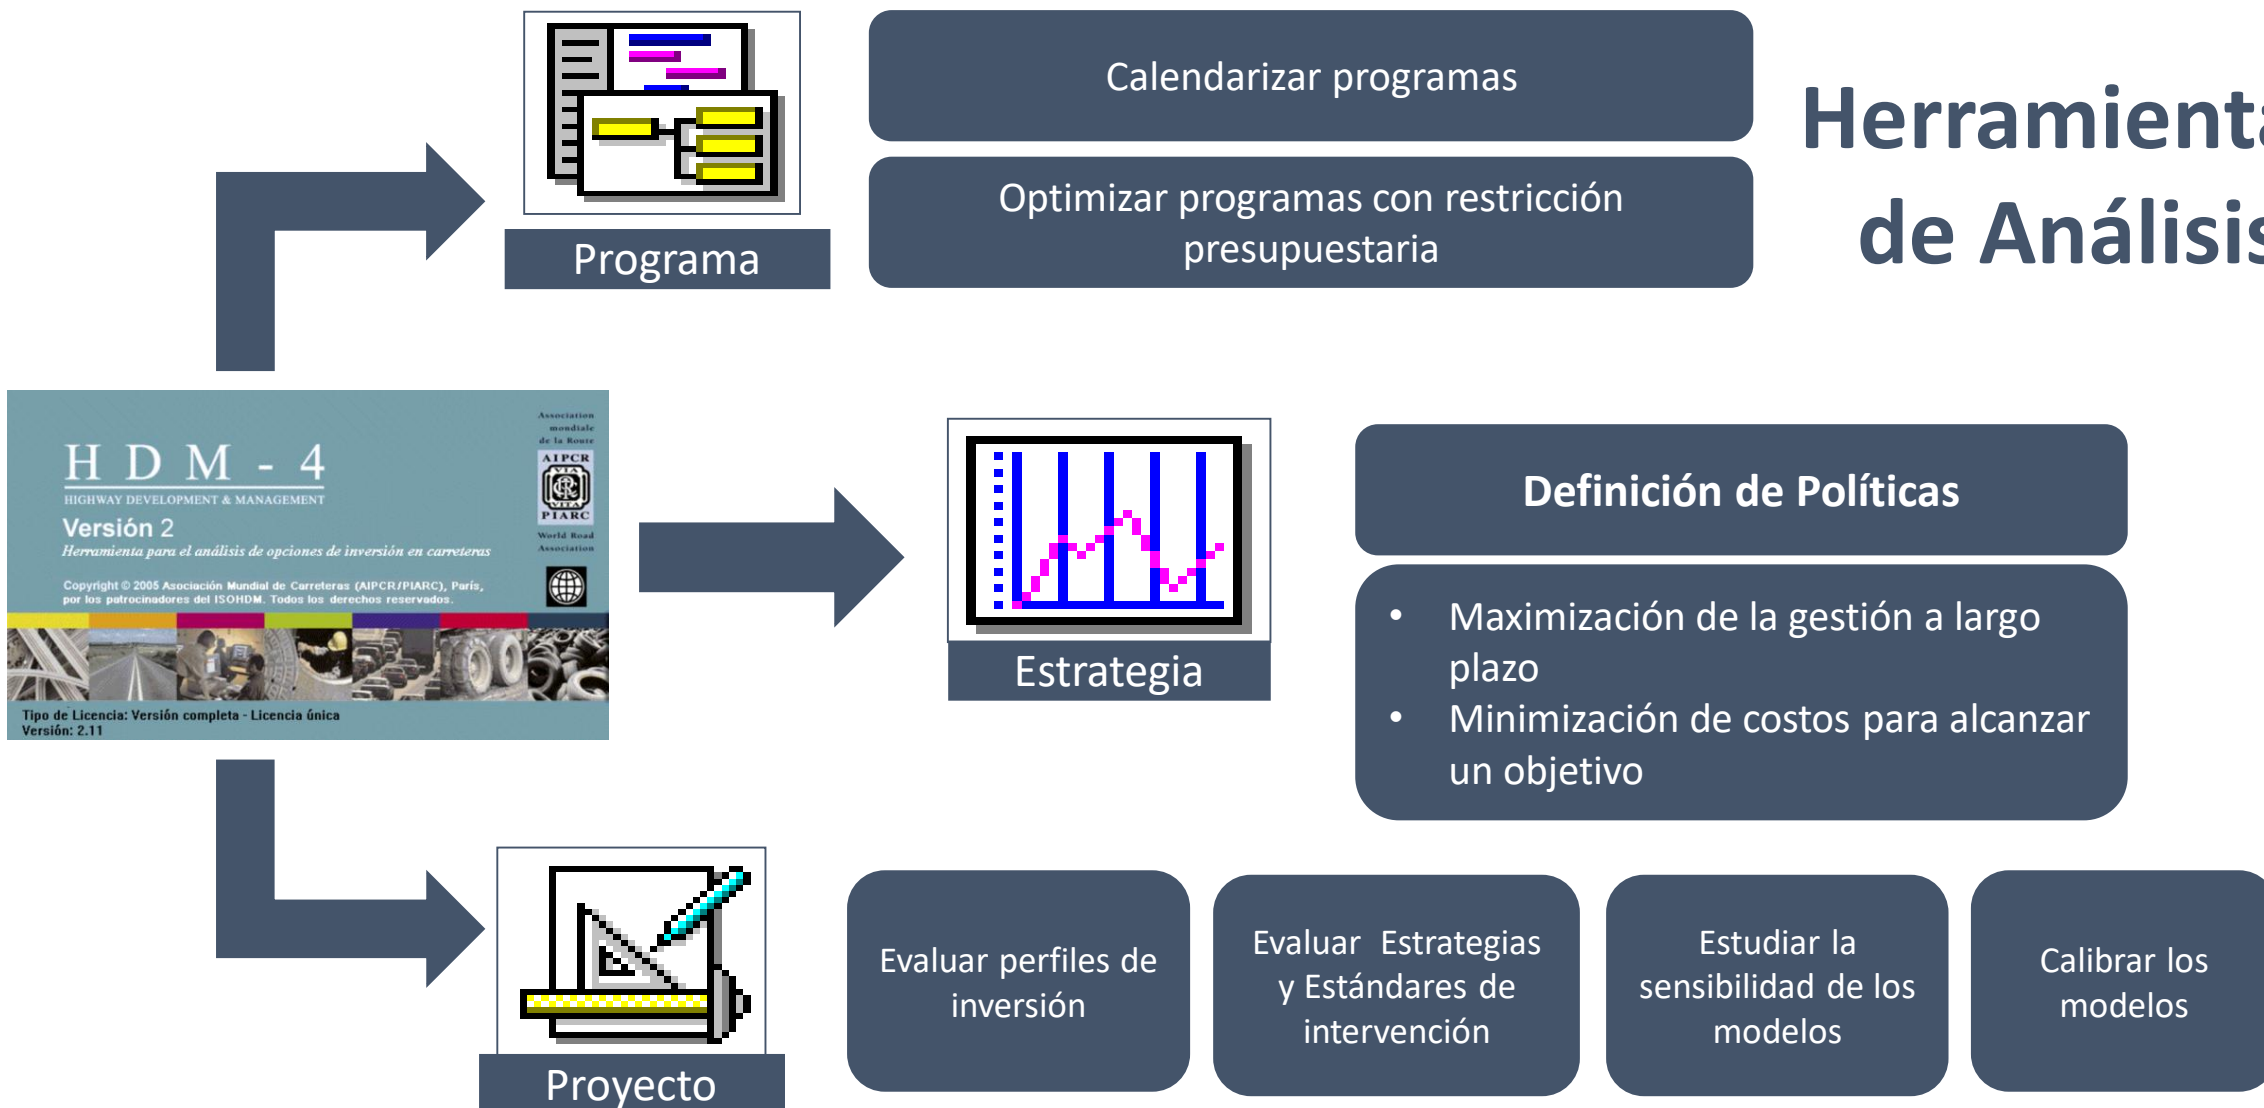 Calendarizar programas
Optimizar programas con restricción
presupuestaria
Herramienta
de Análisis
Programa
H D M - 4
HIGHWAY DEVELOPMENT & MANAGEMENT
Versión 2
Herramienta para el análisis de opciones de inversión en carreteras
Copyright © 2005 Asociación Mundial de Carreteras (AIPCR/PIARC), París,
por los patrocinadores del ISOHDM. Todos los derechos reservados.
Association
mondiale
de la Route
AIPCR
VIA
VITA
PIARC
World Road
Association
Tipo de Licencia: Versión completa - Licencia única
Versión: 2.11
Estrategia
Definición de Políticas
• Maximización de la gestión a largo
plazo
• Minimización de costos para alcanzar
un objetivo
Proyecto
Evaluar perfiles de
inversión
Evaluar Estrategias
y Estándares de
intervención
Estudiar la
sensibilidad de los
modelos
Calibrar los
modelos